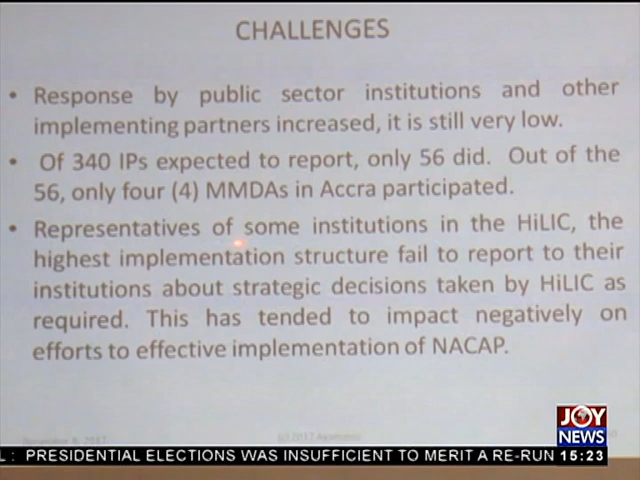 CHALLENGES
• Response by public sector institutions and other
implementing partners increased, it is still very low.
• Of 340 IPs expected to report, only 56 did. Out of the
56, only four (4) MMDAs in Accra participated.
• Representatives of some institutions in the HiLIC, the
highest implementation structure fail to report to their
institutions about strategic decisions taken by HiLIC as
required. This has tended to impact negatively on
efforts to effective implementation of NACAP.
JOY
NEWS
L : PRESIDENTIAL ELECTIONS WAS INSUFFICIENT TO MERIT A RE-RUN 15:23